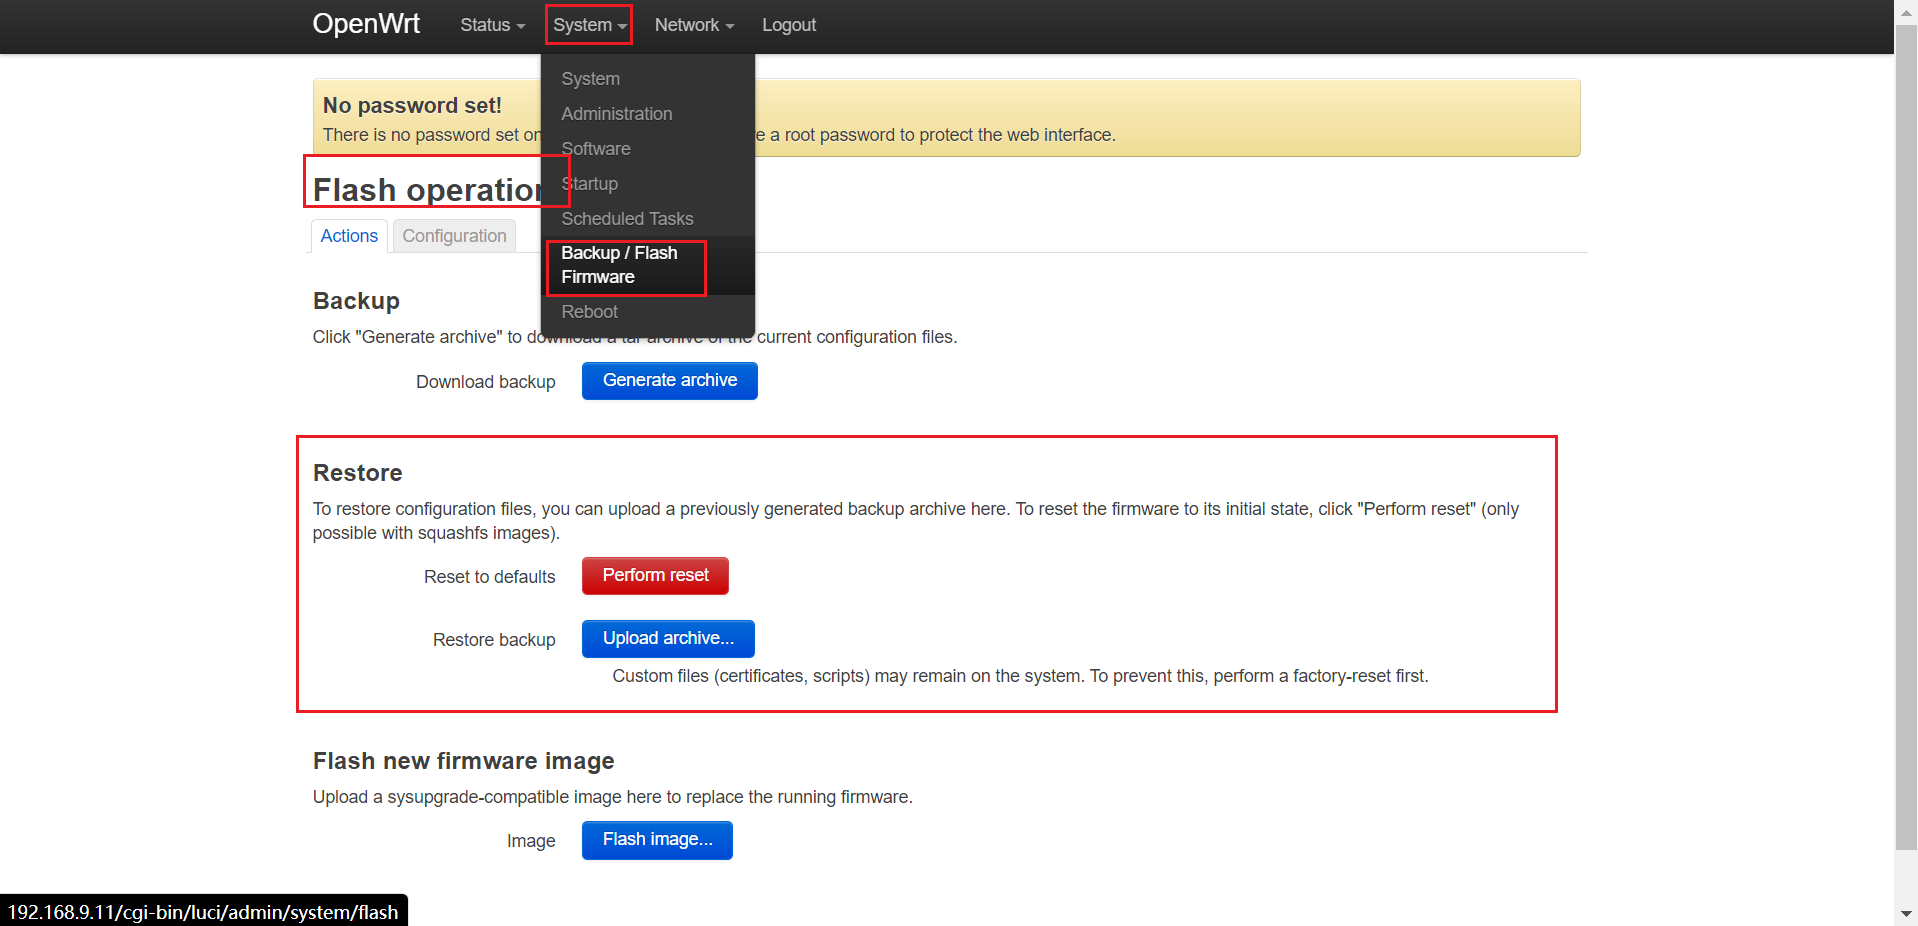 OpenWrt Status System Network Logout
System
Administration
Software
Startup
Scheduled Tasks
Backup / Flash
Firmware
Reboot
No password set!
There is no password set on e a root password to protect the web interface.
Flash operation
Actions Configuration
Backup
Click "Generate archive" to download a tar archive of the current configuration files.
Download backup Generate archive
Restore
To restore configuration files, you can upload a previously generated backup archive here. To reset the firmware to its initial state, click "Perform reset" (only
possible with squashfs images).
Reset to defaults Perform reset
Restore backup Upload archive...
Custom files (certificates, scripts) may remain on the system. To prevent this, perform a factory-reset first.
Flash new firmware image
Upload a sysupgrade-compatible image here to replace the running firmware.
Image Flash image...
192.168.9.11/cgi-bin/luci/admin/system/flash